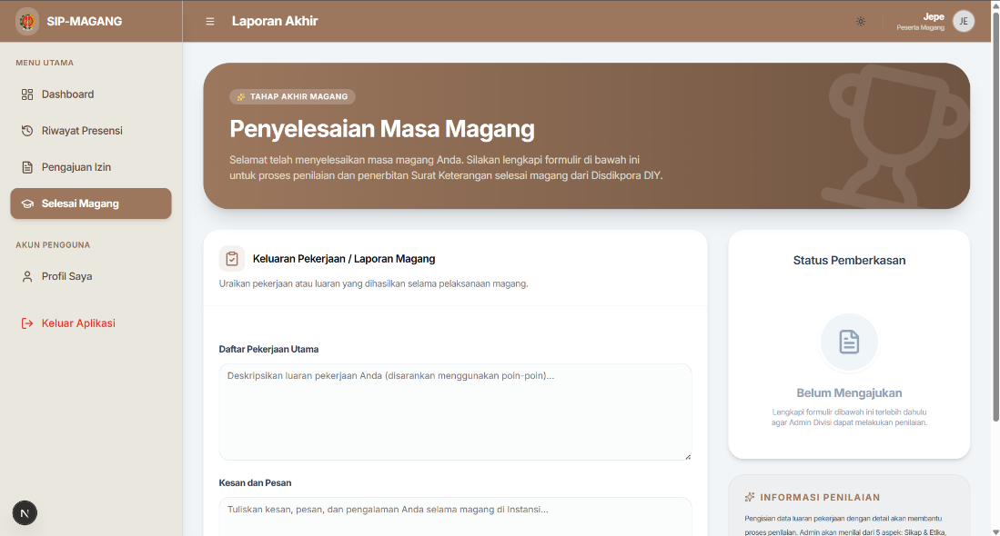 SIP-MAGANG
Laporan Akhir
Jepe
Peserta Magang
JE
MENU UTAMA
Dashboard
Riwayat Presensi
Pengajuan Izin
Selesai Magang
AKUN PENGGUNA
Profil Saya
Keluar Aplikasi
N
TAHAP AKHIR MAGANG
Penyelesaian Masa Magang
Selamat telah menyelesaikan masa magang Anda. Silakan lengkapi formulir di bawah ini
untuk proses penilaian dan penerbitan Surat Keterangan selesai magang dari Disdikpora DIY.
Keluaran Pekerjaan / Laporan Magang
Uraikan pekerjaan atau luaran yang dihasilkan selama pelaksanaan magang.
Daftar Pekerjaan Utama
Deskripsikan luaran pekerjaan Anda (disarankan menggunakan poin-poin)...
Kesan dan Pesan
Tuliskan kesan, pesan, dan pengalaman Anda selama magang di Instansi...
Status Pemberkasan
Belum Mengajukan
Lengkapi formulir dibawah ini terlebih dahulu
agar Admin Divisi dapat melakukan penilaian.
INFORMASI PENILAIAN
Pengisian data luaran pekerjaan dengan detail akan membantu
proses penilaian. Admin akan menilai dari 5 aspek: Sikap & Etika,